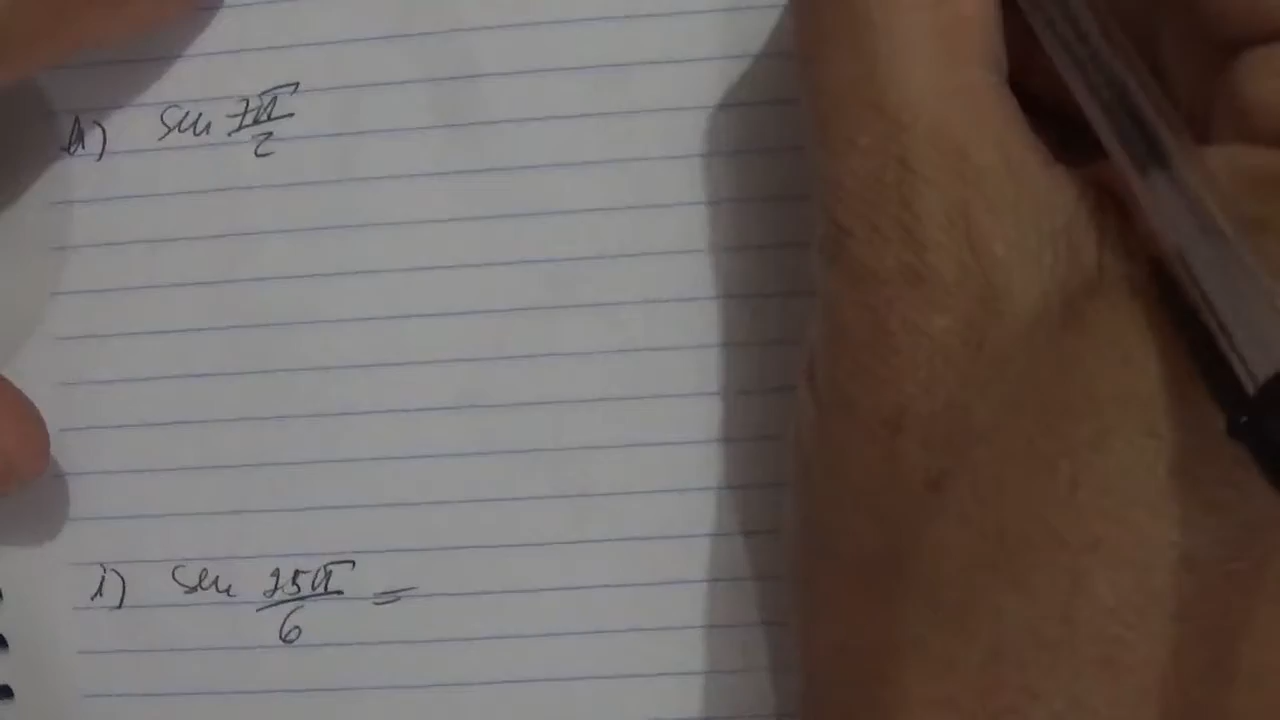 h) sen 7π/2
i) sen 25π/6 =